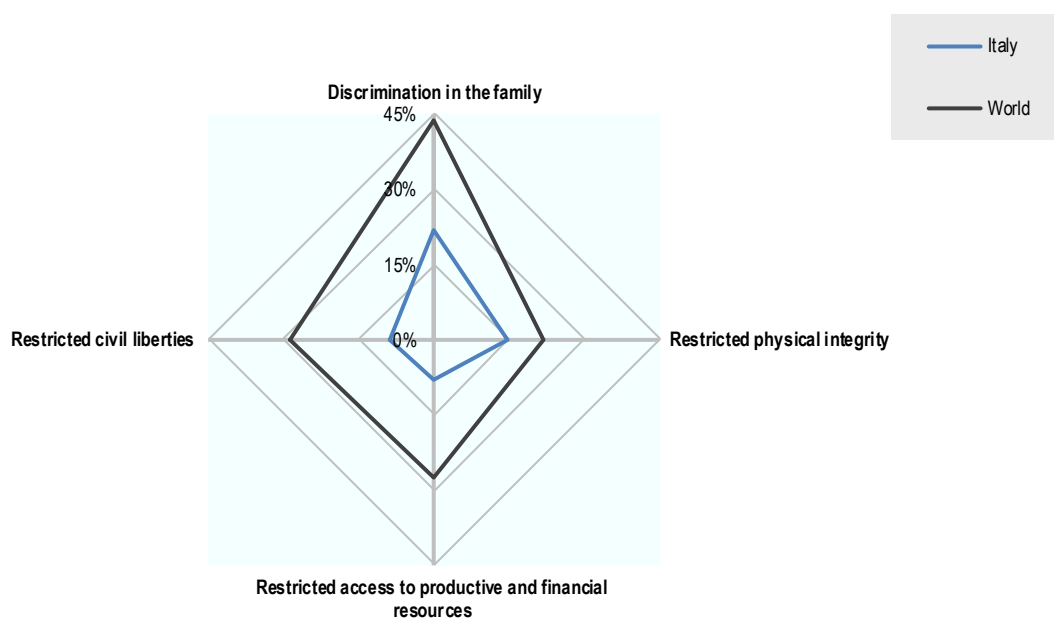 Italy
World
Discrimination in the family
45%
30%
15%
0%
Restricted civil liberties
Restricted physical integrity
Restricted access to productive and financial
resources